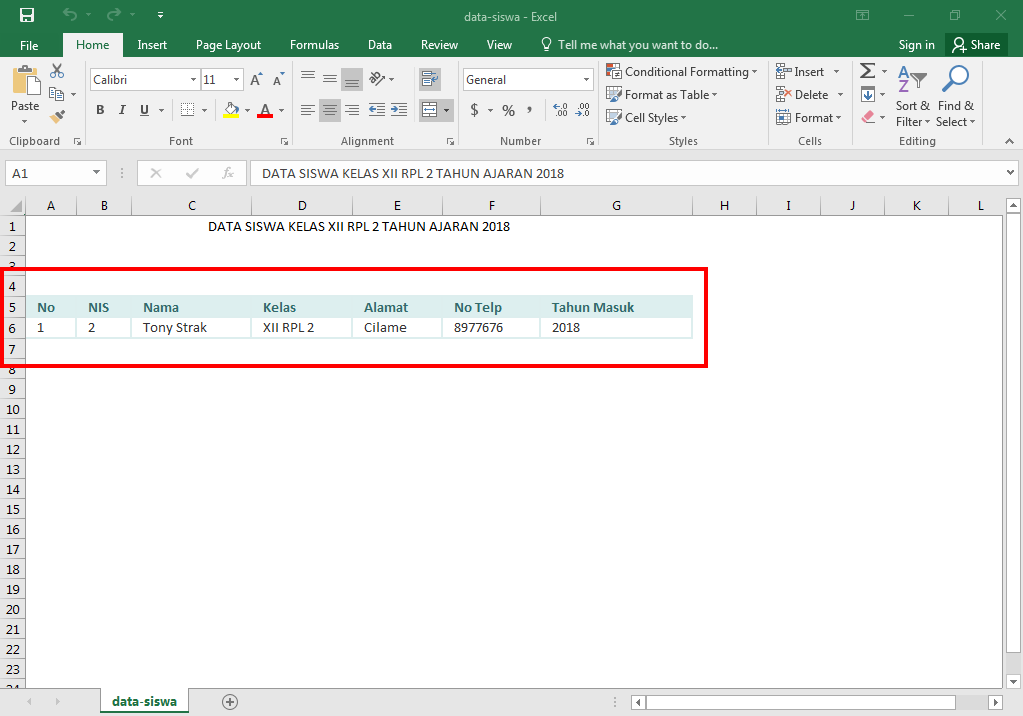 data-siswa - Excel
File Home Insert Page Layout Formulas Data Review View Tell me what you want to do... Sign in Share
Paste
Calibri 11
B I U A
General
$ % ,
Conditional Formatting
Format as Table
Cell Styles
Insert
Delete
Format
Sort & Filter
Find & Select
Clipboard Font Alignment Number Styles Cells Editing
A1 fx DATA SISWA KELAS XII RPL 2 TAHUN AJARAN 2018
A B C D E F G H I J K L
1 DATA SISWA KELAS XII RPL 2 TAHUN AJARAN 2018
2
3
4
5 No NIS Nama Kelas Alamat No Telp Tahun Masuk
6 1 2 Tony Strak XII RPL 2 Cilame 8977676 2018
7
8
9
10
11
12
13
14
15
16
17
18
19
20
21
22
23
24
data-siswa